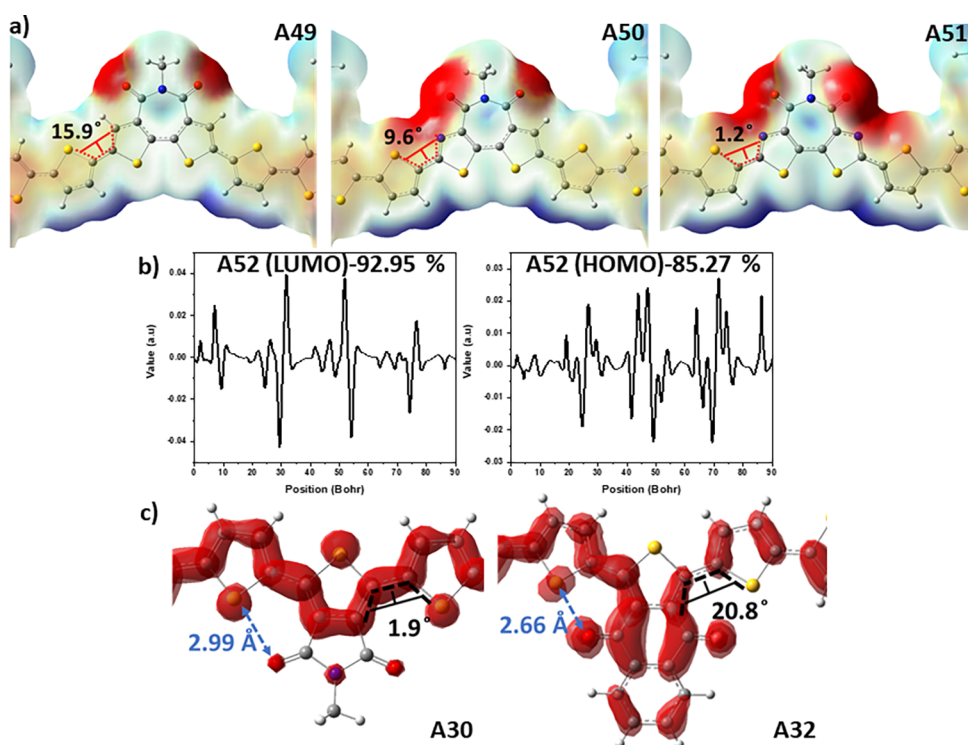 a) A49 A50 A51
15.9° 9.6° 1.2°
b) A52 (LUMO)-92.95 % A52 (HOMO)-85.27 %
0.04
0.02
0.00
-0.02
-0.04
Value (a.u)
0 10 20 30 40 50 60 70 80 90
Position (Bohr)
0.03
0.02
0.01
0.00
-0.01
-0.02
-0.03
Value (a.u)
0 10 20 30 40 50 60 70 80 90
Position (Bohr)
c)
2.99 Å 1.9° 2.66 Å 20.8°
A30 A32